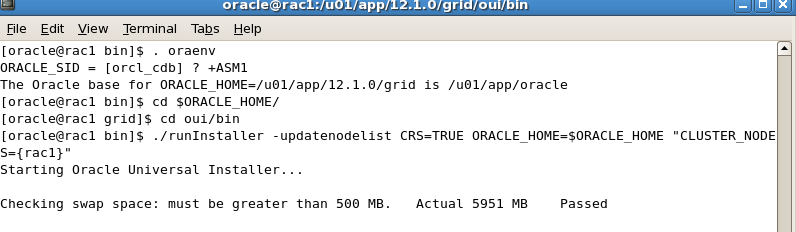 oracle@rac1:/u01/app/12.1.0/grid/oui/bin
File Edit View Terminal Tabs Help
[oracle@rac1 bin]$ . oraenv
ORACLE_SID = [orcl_cdb] ? +ASM1
The Oracle base for ORACLE_HOME=/u01/app/12.1.0/grid is /u01/app/oracle
[oracle@rac1 bin]$ cd $ORACLE_HOME/
[oracle@rac1 grid]$ cd oui/bin
[oracle@rac1 bin]$ ./runInstaller -updatenodelist CRS=TRUE ORACLE_HOME=$ORACLE_HOME "CLUSTER_NODE
S={rac1}"
Starting Oracle Universal Installer...
Checking swap space: must be greater than 500 MB.   Actual 5951 MB    Passed